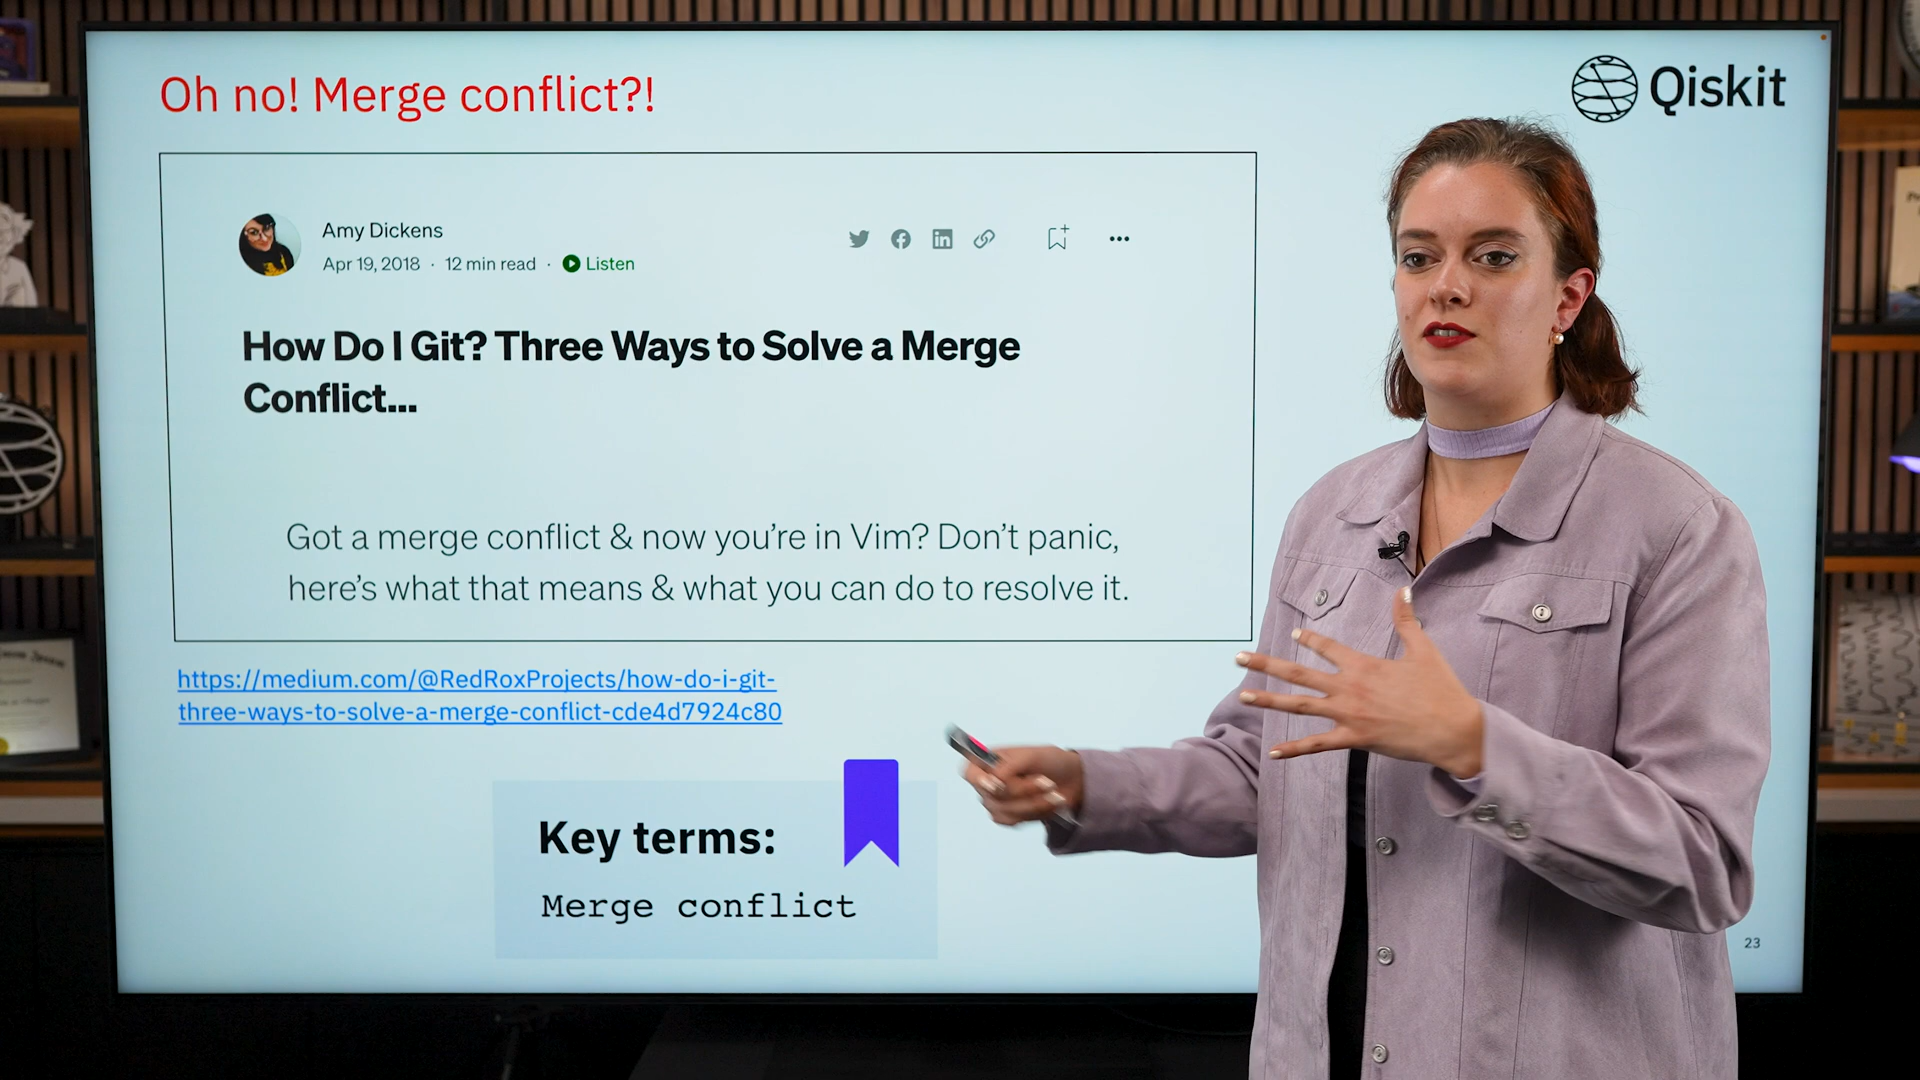 Oh no! Merge conflict?!
Qiskit
Amy Dickens
Apr 19, 2018 · 12 min read · Listen
How Do I Git? Three Ways to Solve a Merge
Conflict...
Got a merge conflict & now you’re in Vim? Don’t panic,
here’s what that means & what you can do to resolve it.
https://medium.com/@RedRoxProjects/how-do-i-git-
three-ways-to-solve-a-merge-conflict-cde4d7924c80
Key terms:
Merge conflict
23